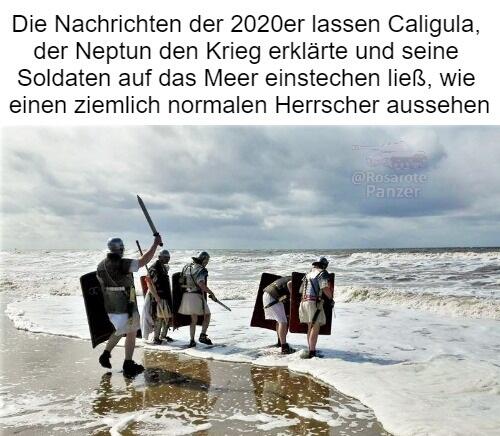 Die Nachrichten der 2020er lassen Caligula,
der Neptun den Krieg erklärte und seine
Soldaten auf das Meer einstechen ließ, wie
einen ziemlich normalen Herrscher aussehen
@Rosarote
Panzer